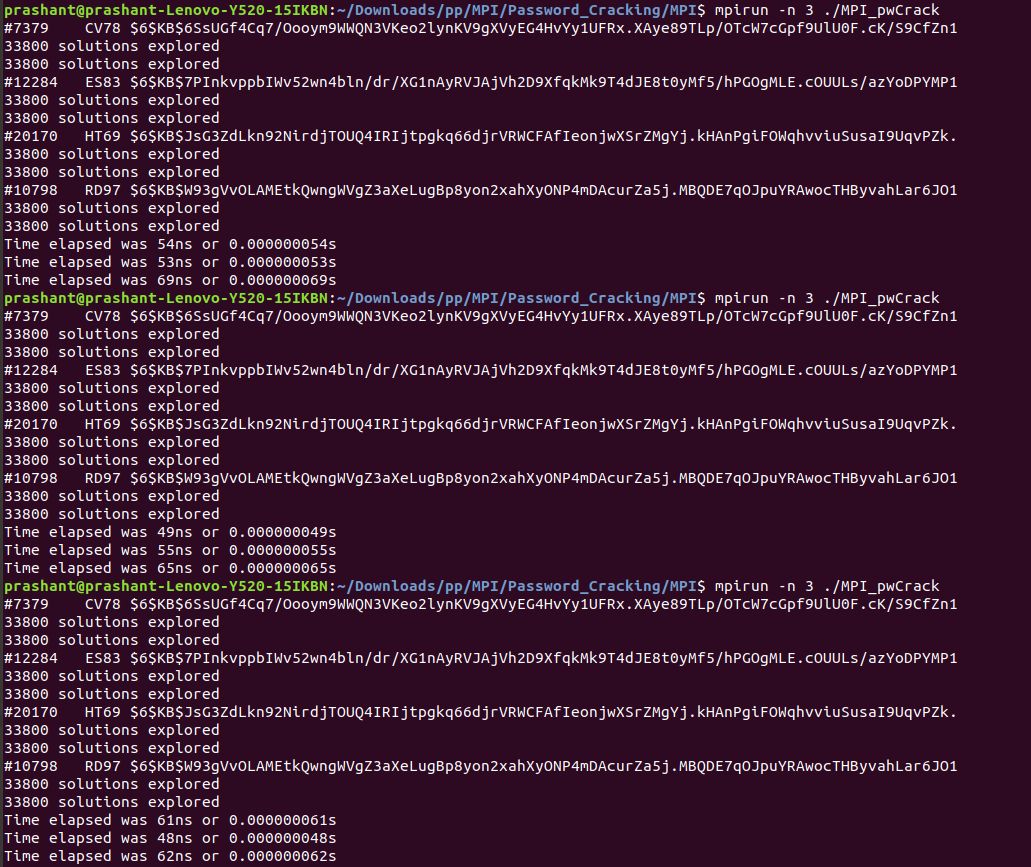 prashant@prashant-Lenovo-Y520-15IKBN:~/Downloads/pp/MPI/Password_Cracking/MPI$ mpirun -n 3 ./MPI_pwCrack
#7379    CV78 $6$KB$6SsUGf4Cq7/Oooym9WWQN3VKeo2lynKV9gXVyEG4HvYy1UFRx.XAye89TLp/OTcW7cGpf9UlU0F.cK/S9CfZn1
33800 solutions explored
33800 solutions explored
#12284   ES83 $6$KB$7PInkvppbIWv52wn4bln/dr/XG1nAyRVJAjVh2D9XfqkMk9T4dJE8t0yMf5/hPGOgMLE.cOUULs/azYoDPYMP1
33800 solutions explored
33800 solutions explored
#20170   HT69 $6$KB$JsG3ZdLkn92NirdjTOUQ4IRIjtpgkq66djrVRWCFAfIeonjwXSrZMgYj.kHAnPgiFOWqhvviuSusaI9UqvPZk.
33800 solutions explored
33800 solutions explored
#10798   RD97 $6$KB$W93gVvOLAMEtkQwngWVgZ3aXeLugBp8yon2xahXyONP4mDAcurZa5j.MBQDE7qOJpuYRAwocTHByvahLar6JO1
33800 solutions explored
33800 solutions explored
Time elapsed was 54ns or 0.000000054s
Time elapsed was 53ns or 0.000000053s
Time elapsed was 69ns or 0.000000069s
prashant@prashant-Lenovo-Y520-15IKBN:~/Downloads/pp/MPI/Password_Cracking/MPI$ mpirun -n 3 ./MPI_pwCrack
#7379    CV78 $6$KB$6SsUGf4Cq7/Oooym9WWQN3VKeo2lynKV9gXVyEG4HvYy1UFRx.XAye89TLp/OTcW7cGpf9UlU0F.cK/S9CfZn1
33800 solutions explored
33800 solutions explored
#12284   ES83 $6$KB$7PInkvppbIWv52wn4bln/dr/XG1nAyRVJAjVh2D9XfqkMk9T4dJE8t0yMf5/hPGOgMLE.cOUULs/azYoDPYMP1
33800 solutions explored
33800 solutions explored
#20170   HT69 $6$KB$JsG3ZdLkn92NirdjTOUQ4IRIjtpgkq66djrVRWCFAfIeonjwXSrZMgYj.kHAnPgiFOWqhvviuSusaI9UqvPZk.
33800 solutions explored
33800 solutions explored
#10798   RD97 $6$KB$W93gVvOLAMEtkQwngWVgZ3aXeLugBp8yon2xahXyONP4mDAcurZa5j.MBQDE7qOJpuYRAwocTHByvahLar6JO1
33800 solutions explored
33800 solutions explored
Time elapsed was 49ns or 0.000000049s
Time elapsed was 55ns or 0.000000055s
Time elapsed was 65ns or 0.000000065s
prashant@prashant-Lenovo-Y520-15IKBN:~/Downloads/pp/MPI/Password_Cracking/MPI$ mpirun -n 3 ./MPI_pwCrack
#7379    CV78 $6$KB$6SsUGf4Cq7/Oooym9WWQN3VKeo2lynKV9gXVyEG4HvYy1UFRx.XAye89TLp/OTcW7cGpf9UlU0F.cK/S9CfZn1
33800 solutions explored
33800 solutions explored
#12284   ES83 $6$KB$7PInkvppbIWv52wn4bln/dr/XG1nAyRVJAjVh2D9XfqkMk9T4dJE8t0yMf5/hPGOgMLE.cOUULs/azYoDPYMP1
33800 solutions explored
33800 solutions explored
#20170   HT69 $6$KB$JsG3ZdLkn92NirdjTOUQ4IRIjtpgkq66djrVRWCFAfIeonjwXSrZMgYj.kHAnPgiFOWqhvviuSusaI9UqvPZk.
33800 solutions explored
33800 solutions explored
#10798   RD97 $6$KB$W93gVvOLAMEtkQwngWVgZ3aXeLugBp8yon2xahXyONP4mDAcurZa5j.MBQDE7qOJpuYRAwocTHByvahLar6JO1
33800 solutions explored
33800 solutions explored
Time elapsed was 61ns or 0.000000061s
Time elapsed was 48ns or 0.000000048s
Time elapsed was 62ns or 0.000000062s